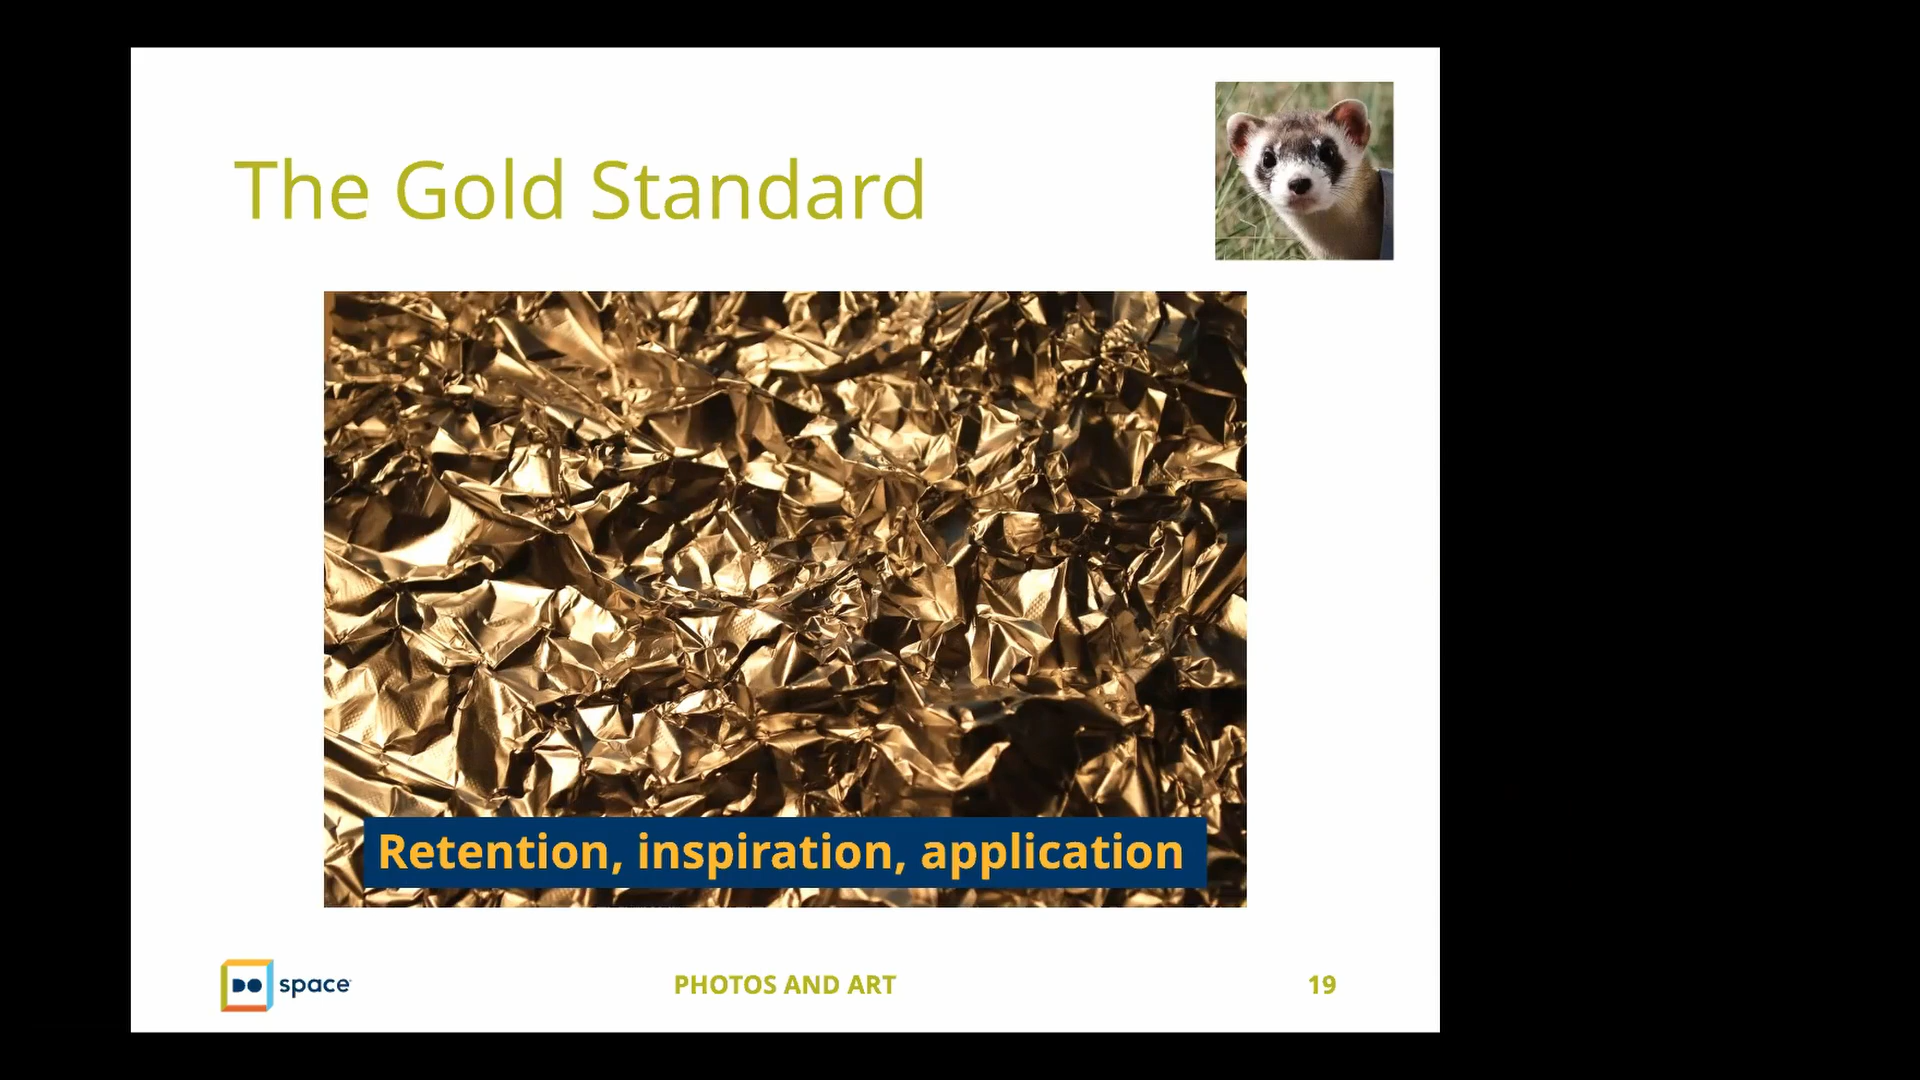 The Gold Standard
Retention, inspiration, application
DO space
PHOTOS AND ART
19